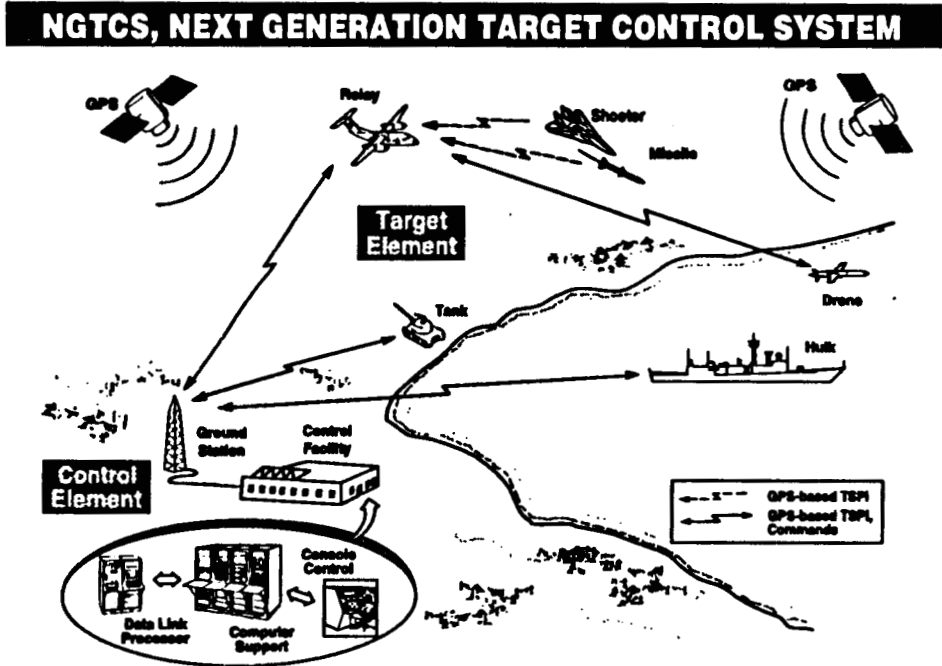 NGTCS, NEXT GENERATION TARGET CONTROL SYSTEM
GPS
Relay
Shooter
Missile
GPS
Target
Element
Drone
Tank
Hulk
Ground
Station
Control
Facility
Control
Element
GPS-based TSPI
GPS-based TSPI,
Commands
Console
Control
Data Link
Processor
Computer
Support